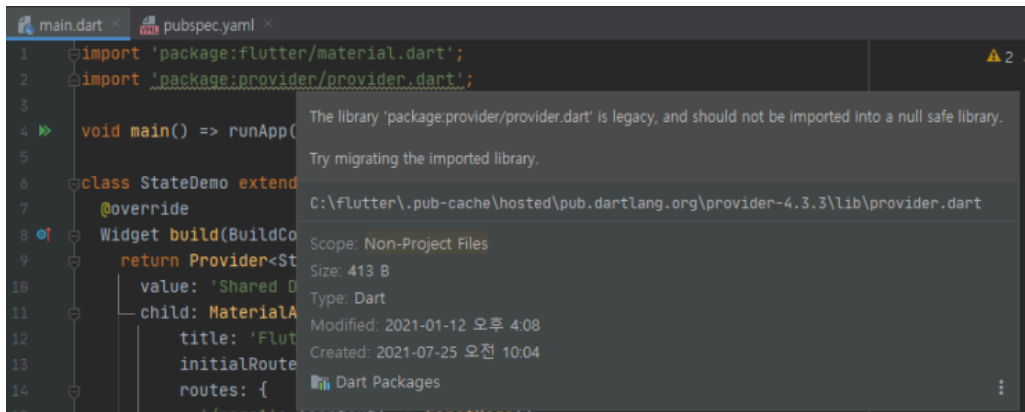 main.dart
pubspec.yaml
1 import 'package:flutter/material.dart';
2
2 import 'package:provider/provider.dart';
3
The library 'package:provider/provider.dart' is legacy, and should not be imported into a null safe library.
4 void main() => runApp(
5
Try migrating the imported library.
6 class StateDemo extend
7 @override
C:\flutter\.pub-cache\hosted\pub.dartlang.org\provider-4.3.3\lib\provider.dart
8 Widget build(BuildCo
Scope: Non-Project Files
9 return Provider<St
Size: 413 B
10 value: 'Shared D
Type: Dart
11 child: MaterialA
Modified: 2021-01-12 오후 4:08
12 title: 'Flut
Created: 2021-07-25 오전 10:04
13 initialRoute
Dart Packages
14 routes: {